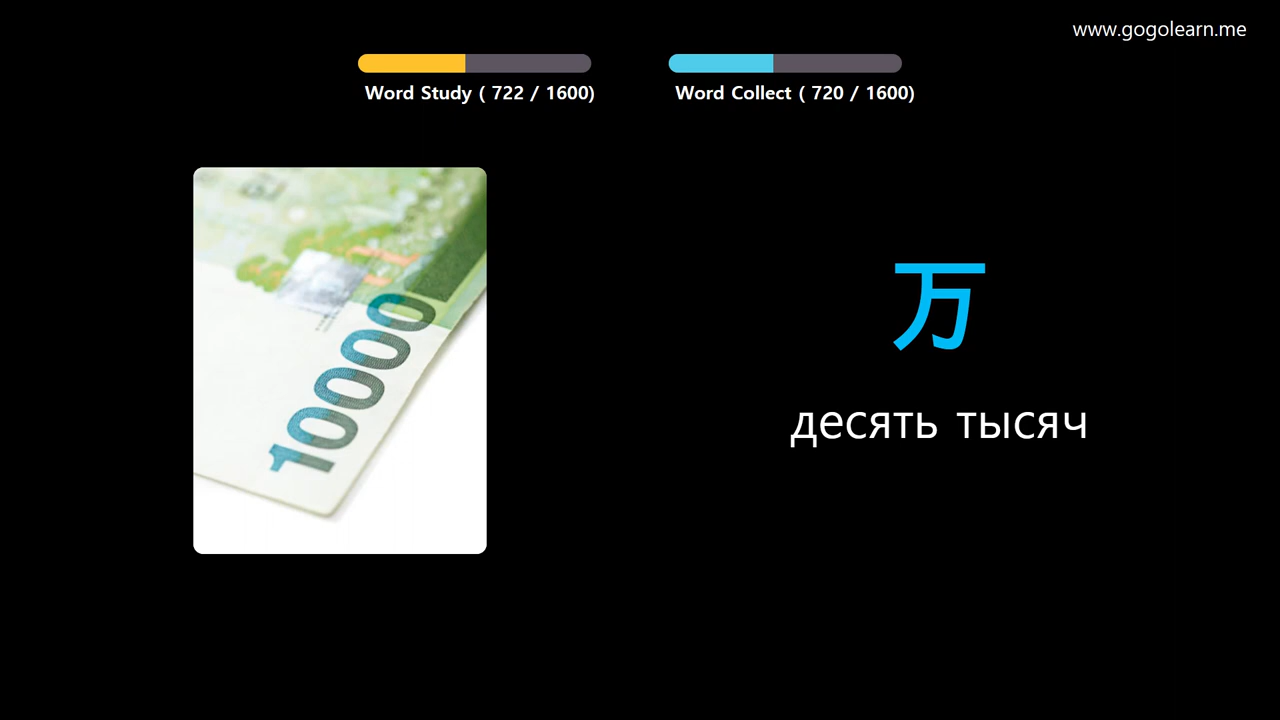 www.gogolearn.me
Word Study ( 722 / 1600)
Word Collect ( 720 / 1600)
10000
万
десять тысяч